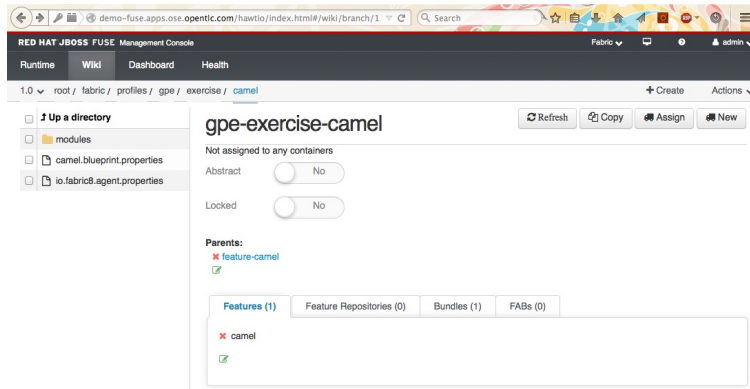 demo-fuse.apps.ose.opentlc.com/hawtio/index.html#/wiki/branch/1. Search
RED HAT JBOSS FUSE Management Console Fabric admin
Runtime Wiki Dashboard Health
1.0 root / fabric / profiles / gpe / exercise / camel + Create Actions
Up a directory
modules
camel.blueprint.properties
io.fabric8.agent.properties
gpe-exercise-camel
Refresh Copy Assign New
Not assigned to any containers
Abstract No
Locked No
Parents:
feature-camel
Features (1) Feature Repositories (0) Bundles (1) FABs (0)
camel